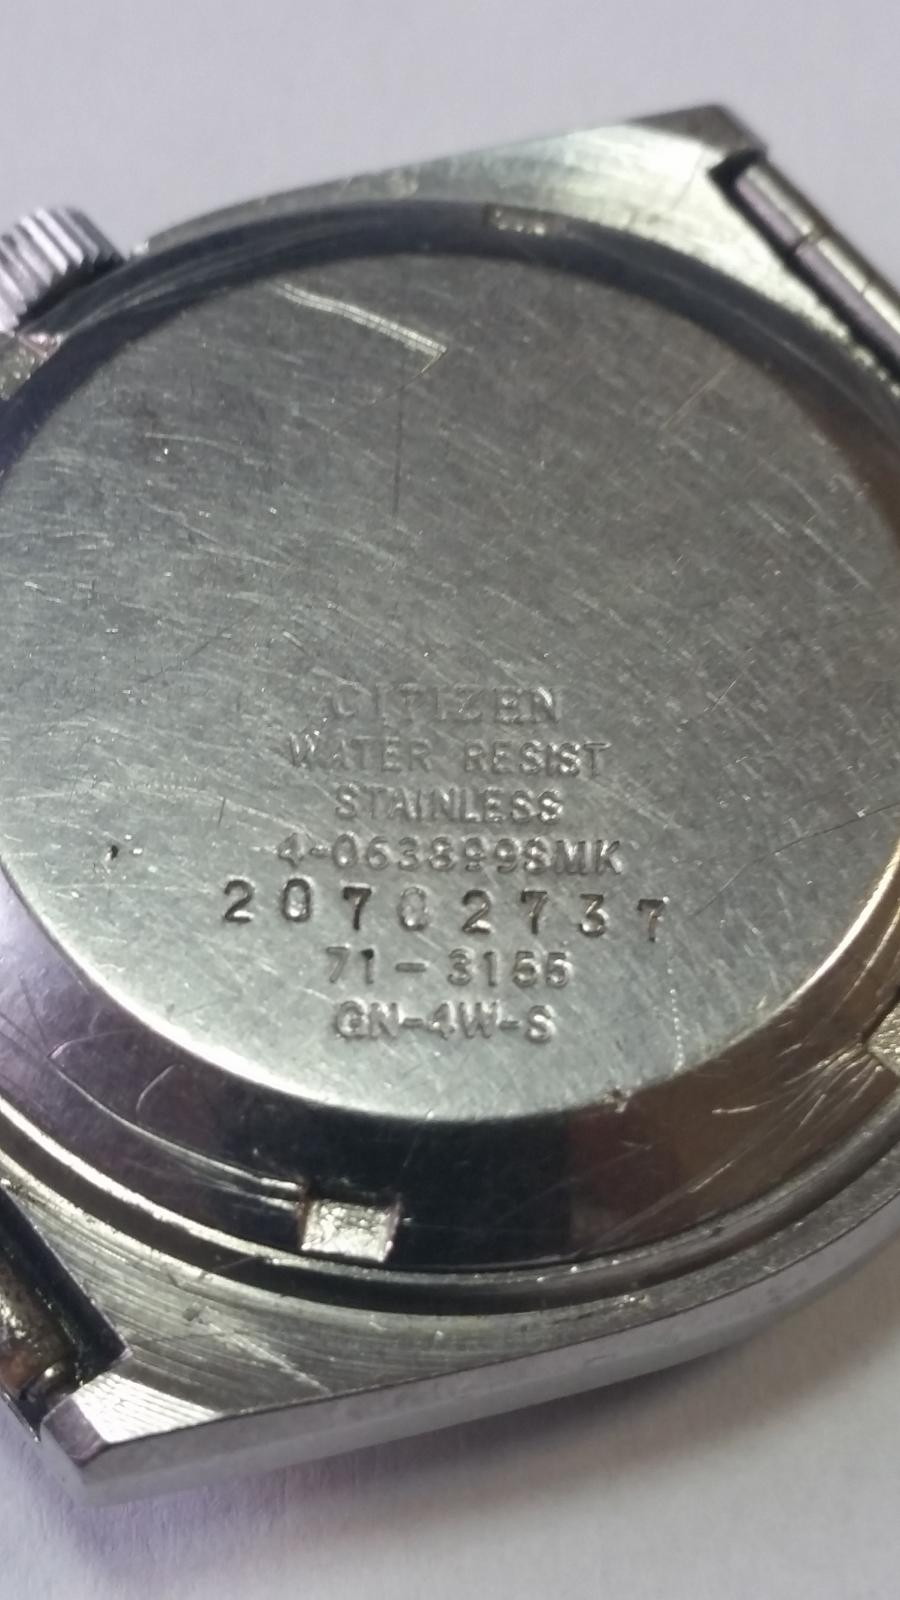 CITIZEN
WATER RESIST
STAINLESS
4-063899SMK
20702737
71-3155
GN-4W-S